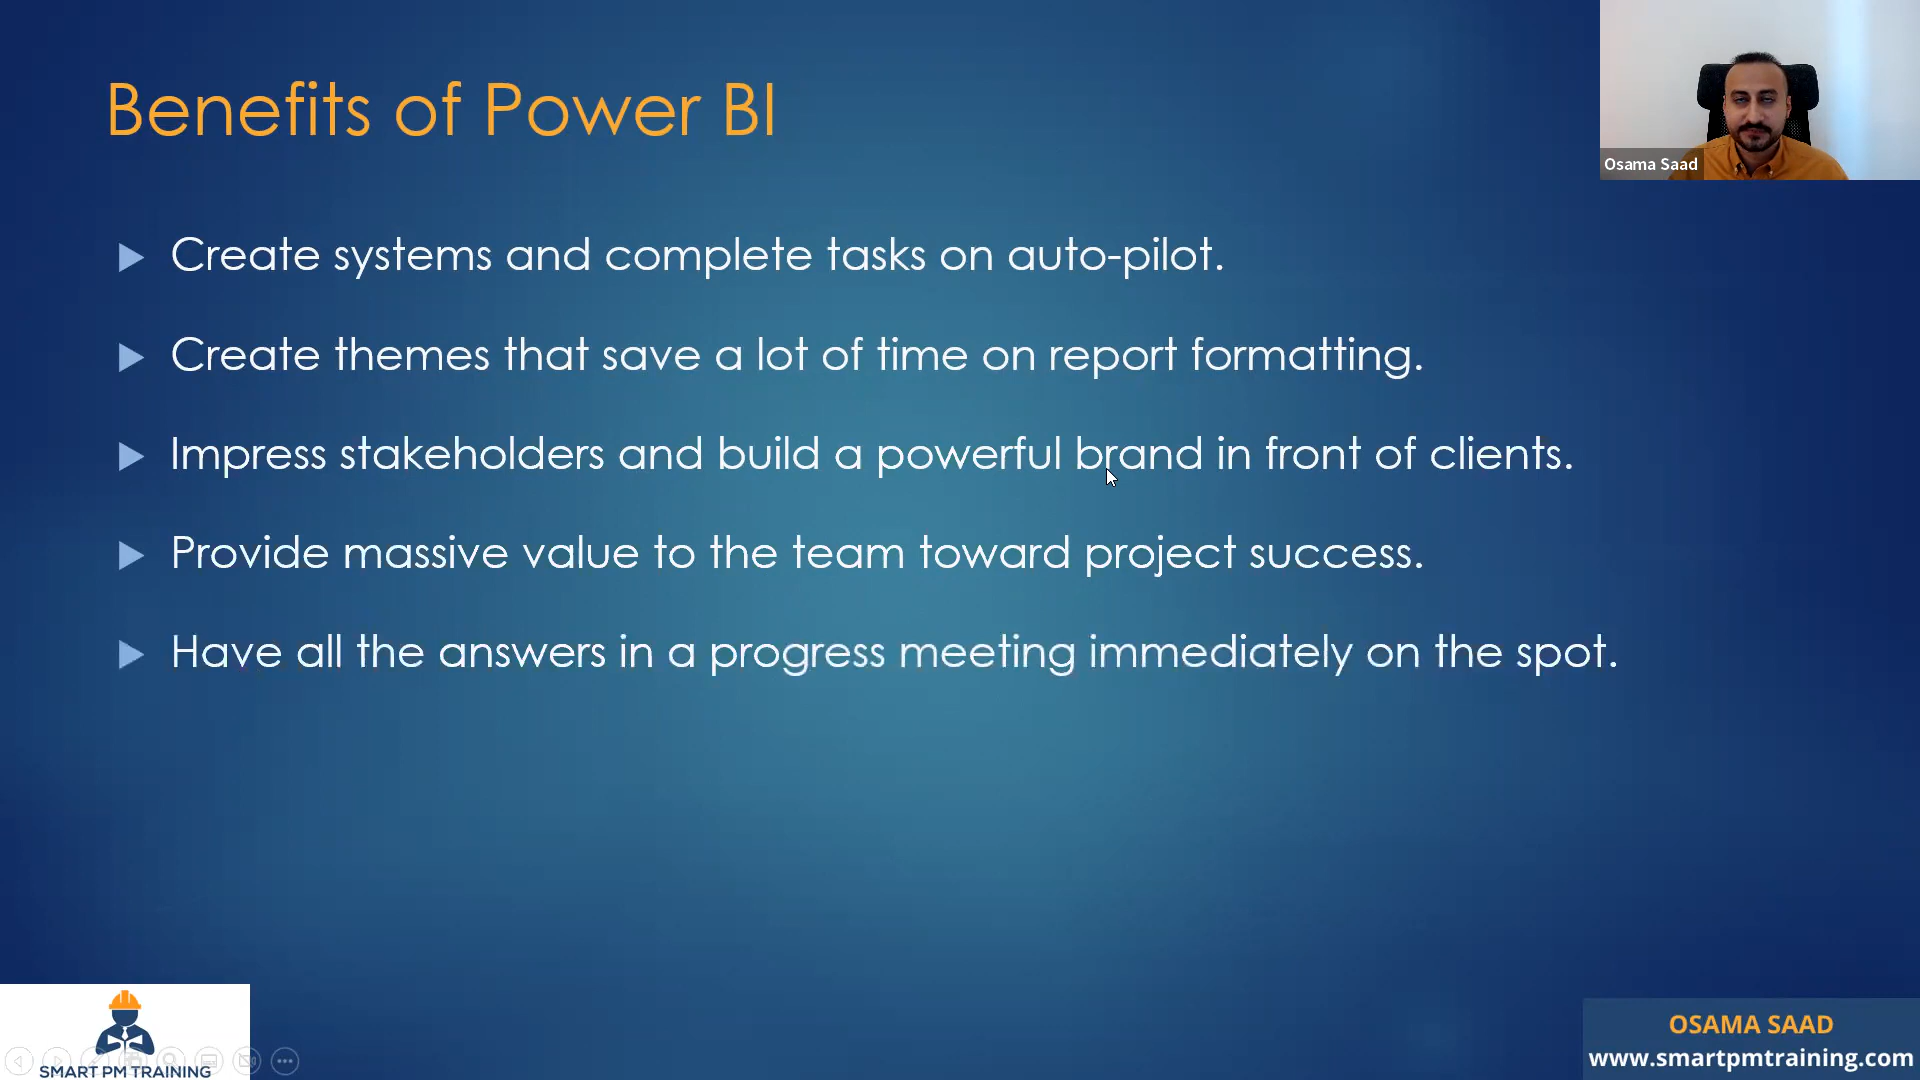 Benefits of Power BI
Osama Saad
Create systems and complete tasks on auto-pilot.
Create themes that save a lot of time on report formatting.
Impress stakeholders and build a powerful brand in front of clients.
Provide massive value to the team toward project success.
Have all the answers in a progress meeting immediately on the spot.
SMART PM TRAINING
OSAMA SAAD
www.smartpmtraining.com